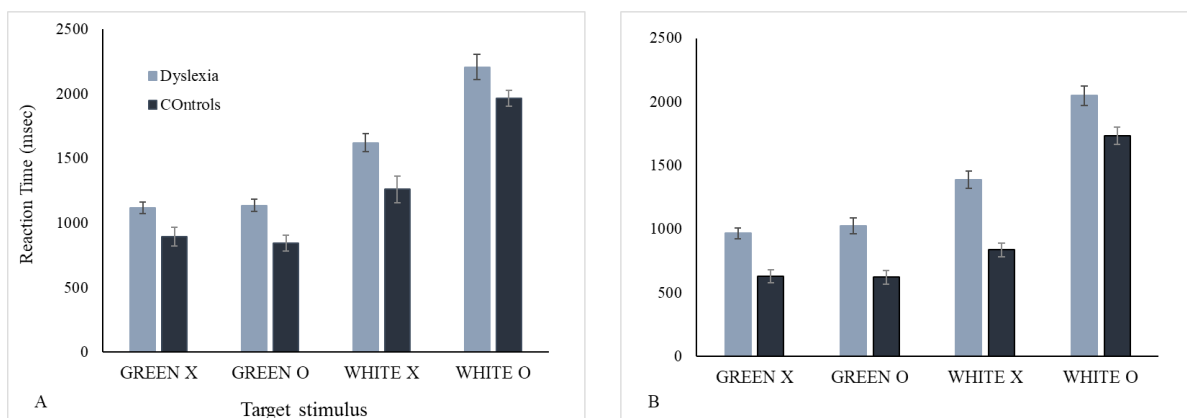 2500
2000
1500
1000
500
0
Reaction Time (msec)
Dyslexia
COntrols
GREEN X GREEN O WHITE X WHITE O
A Target stimulus
2500
2000
1500
1000
500
0
GREEN X GREEN O WHITE X WHITE O
B